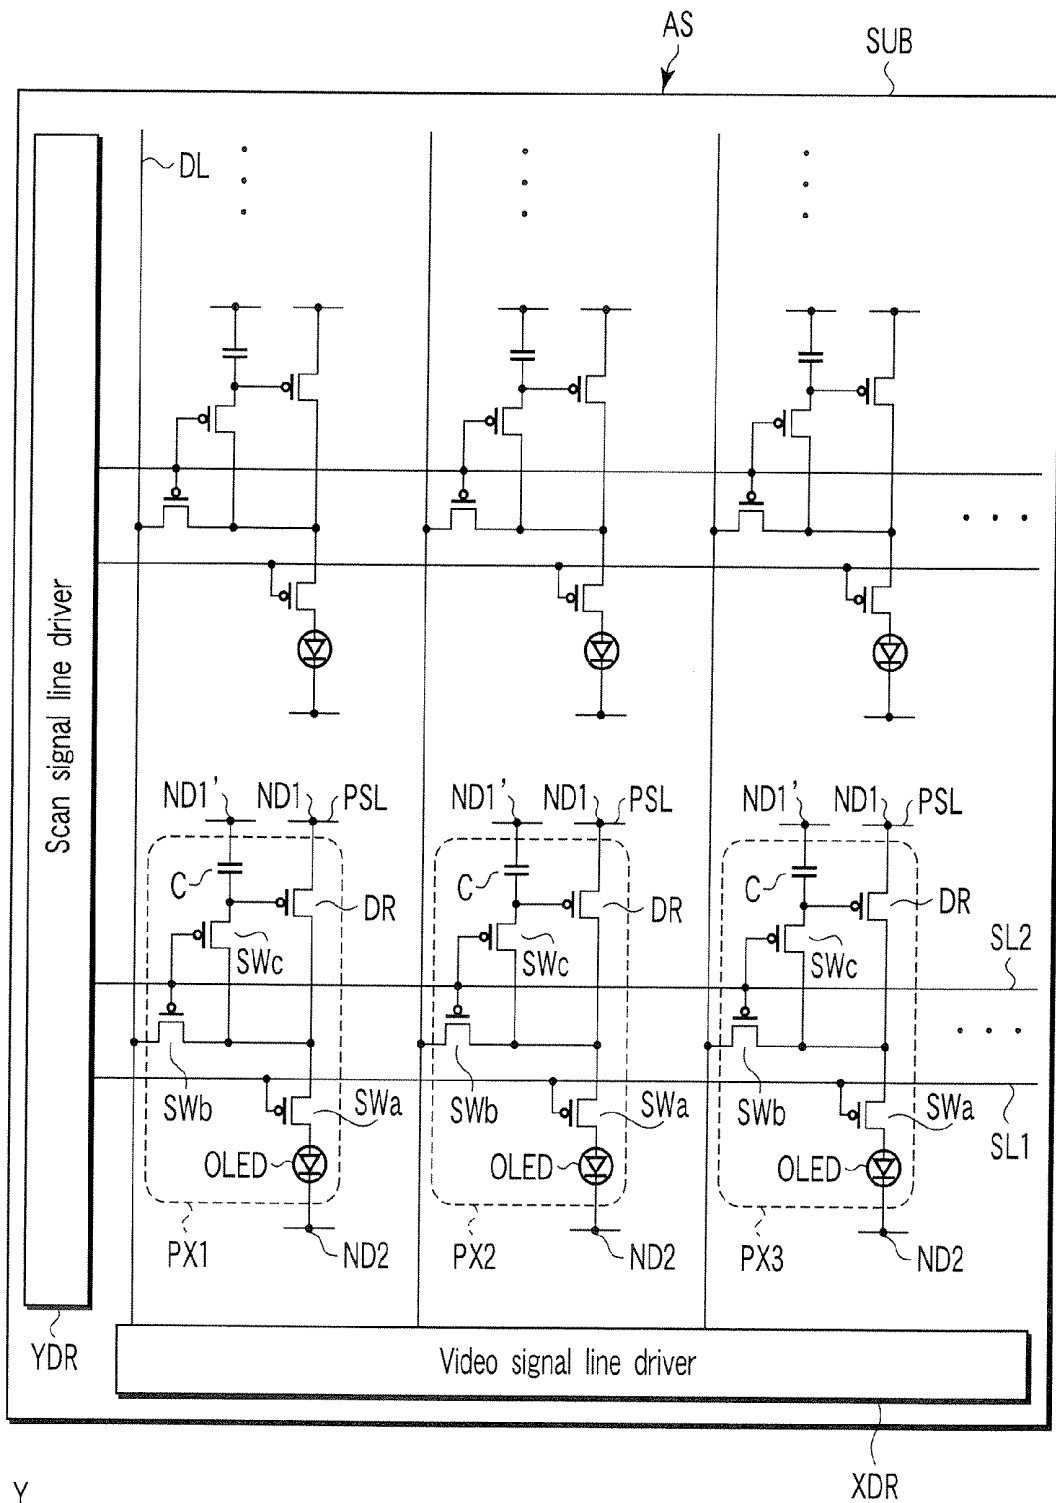 AS
SUB
DL
Scan signal line driver
ND1' ND1 PSL
ND1' ND1 PSL
ND1' ND1 PSL
C DR
C DR
C DR
SWc
SWc
SWc
SL2
SWb SWa
SWb SWa
SWb SWa
SL1
OLED
OLED
OLED
PX1 ND2
PX2 ND2
PX3 ND2
YDR
Video signal line driver
XDR
Y